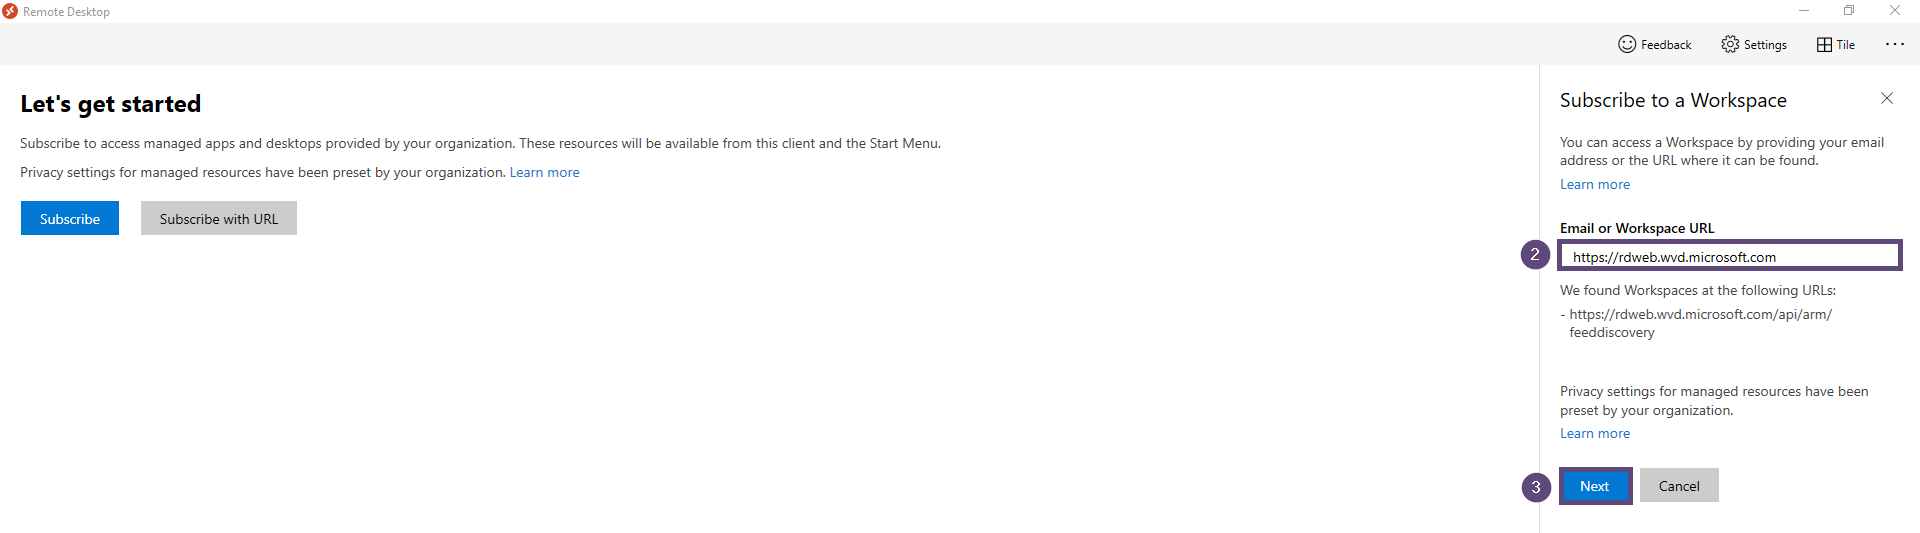 Remote Desktop
Feedback
Settings
Tile
Let's get started
Subscribe to access managed apps and desktops provided by your organization. These resources will be available from this client and the Start Menu.
Privacy settings for managed resources have been preset by your organization. Learn more
Subscribe
Subscribe with URL
Subscribe to a Workspace
You can access a Workspace by providing your email
address or the URL where it can be found.
Learn more
Email or Workspace URL
2
https://rdweb.wvd.microsoft.com
We found Workspaces at the following URLs:
- https://rdweb.wvd.microsoft.com/api/arm/
feeddiscovery
Privacy settings for managed resources have been
preset by your organization.
Learn more
3
Next
Cancel